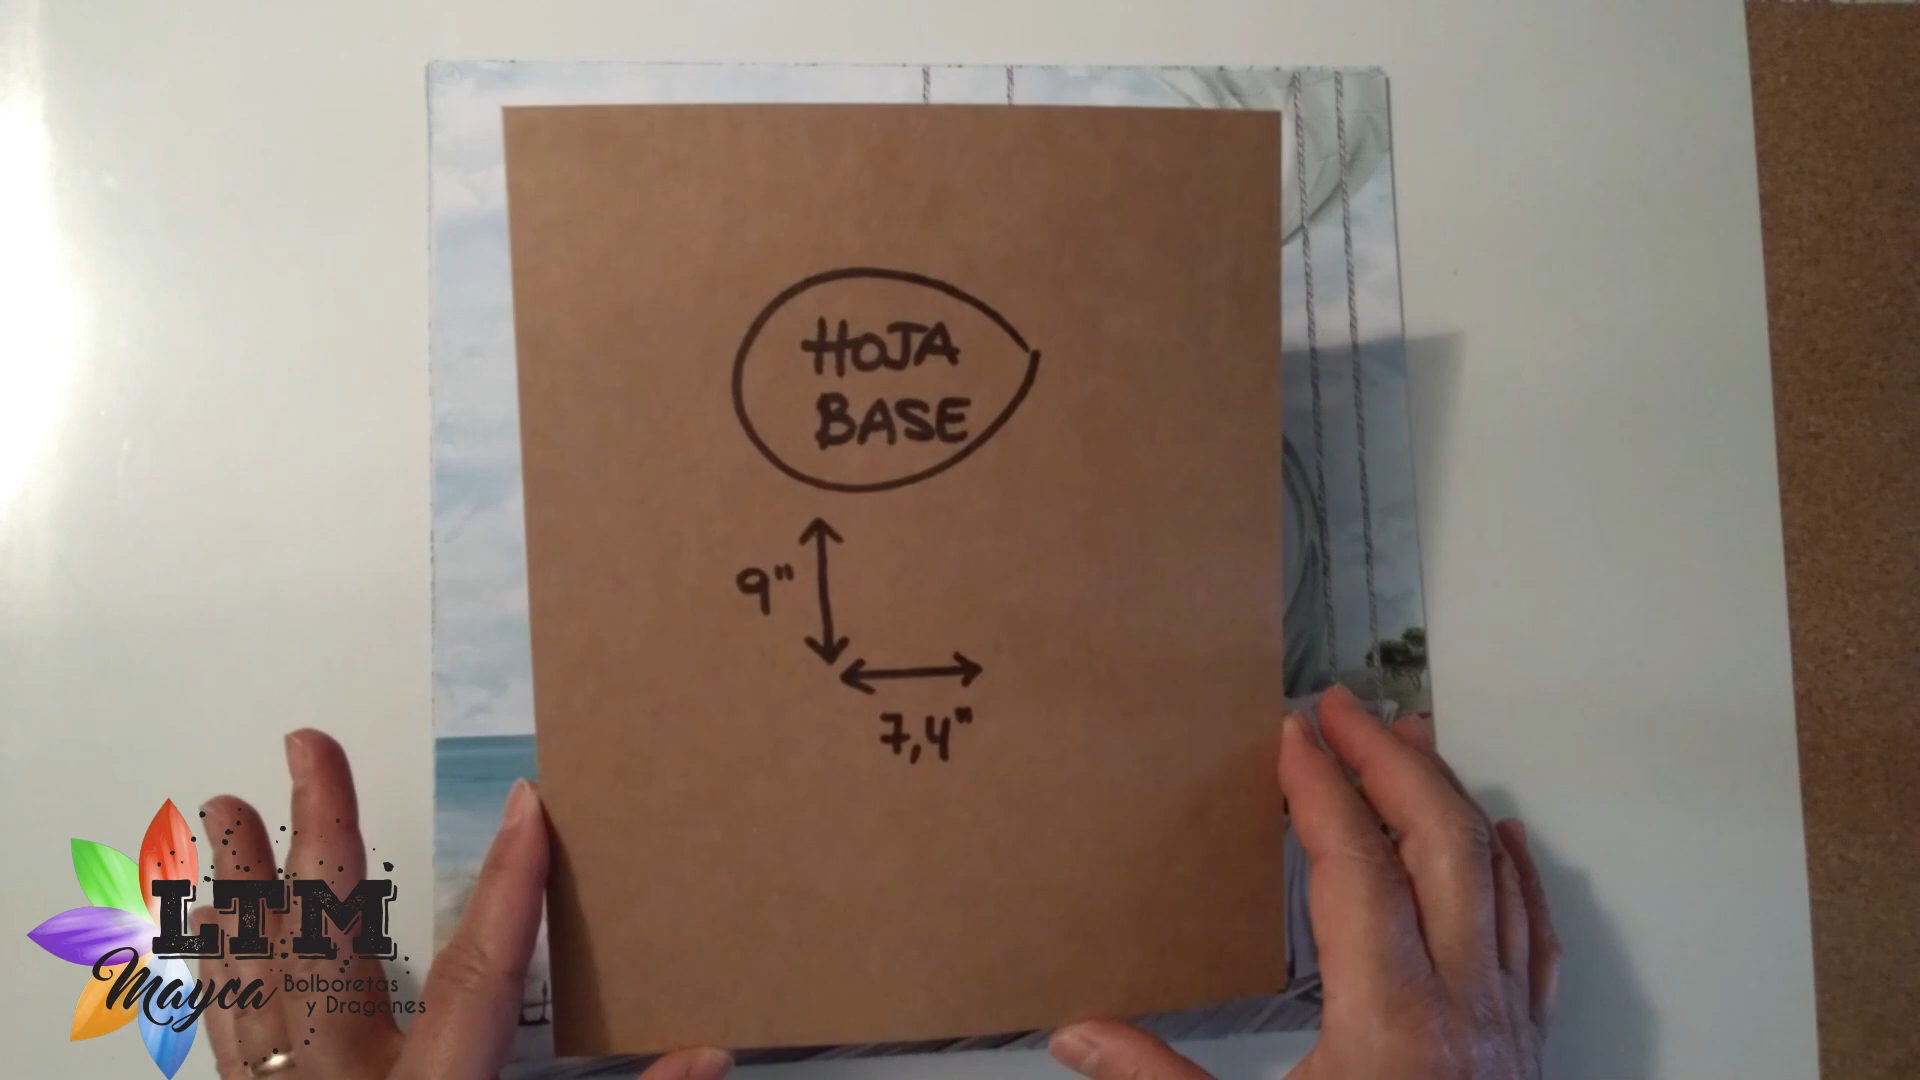 HOJA
BASE
9"
7,4"
LTM
Mayca
Bolboretas
y Dragones